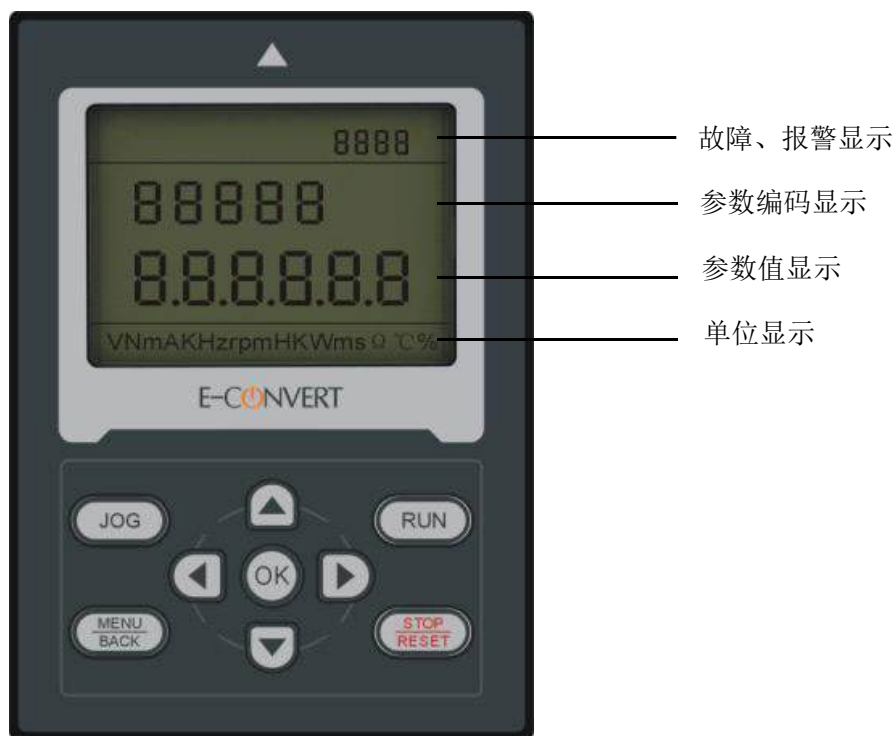 8888
故障、报警显示
88888
参数编码显示
8.8.8.8.8.8
参数值显示
VNmAKHzrpmHKWmsΩ℃%
单位显示
E-CONVERT
JOG
RUN
OK
MENU
BACK
STOP
RESET